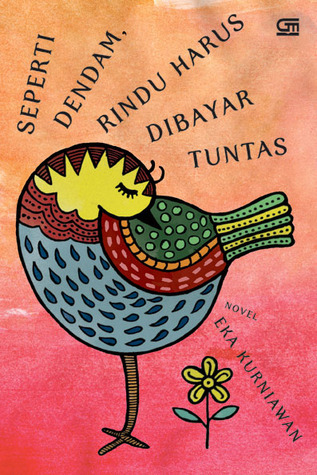 SEPERTI
DENDAM,
RINDU HARUS
DIBAYAR
TUNTAS
NOVEL
EKA KURNIAWAN